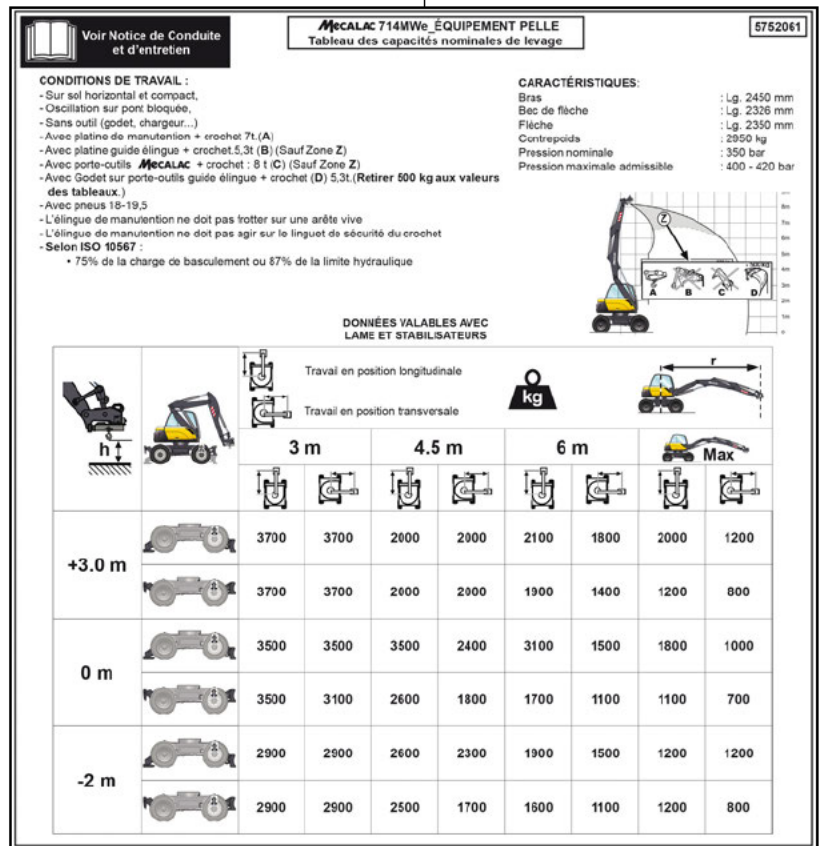 Voir Notice de Conduite
et d'entretien
MECALAC 714MWe_ÉQUIPEMENT PELLE
Tableau des capacités nominales de levage
5752061
CONDITIONS DE TRAVAIL :
- Sur sol horizontal et compact,
- Oscillation sur pont bloquée,
- Sans outil (godet, chargeur...)
- Avec platine de manutention + crochet 7t.(A)
- Avec platine guide élingue + crochet.5,3t (B) (Sauf Zone Z)
- Avec porte-outils MECALAC + crochet : 8 t (C) (Sauf Zone Z)
- Avec Godet sur porte-outils guide élingue + crochet (D) 5,3t.(Retirer 500 kg aux valeurs
des tableaux.)
- Avec pneus 18-19,5
- L'élingue de manutention ne doit pas frotter sur une arête vive
- L'élingue de manutention ne doit pas agir sur le linguet de sécurité du crochet
- Selon ISO 10567 :
• 75% de la charge de basculement ou 87% de la limite hydraulique
CARACTÉRISTIQUES:
Bras : Lg. 2450 mm
Bec de flèche : Lg. 2326 mm
Flèche : Lg. 2350 mm
Contrepoids : 2950 kg
Pression nominale : 350 bar
Pression maximale admissible : 400 - 420 bar
Z
8m
7m
6m
5m
4m
3m
2m
1m
0
A B C D
DONNÉES VALABLES AVEC
LAME ET STABILISATEURS
h
Travail en position longitudinale
Travail en position transversale
kg
r
3 m 4.5 m 6 m Max
+3.0 m
3700 3700 2000 2000 2100 1800 2000 1200
3700 3700 2000 2000 1900 1400 1200 800
0 m
3500 3500 3500 2400 3100 1500 1800 1000
3500 3100 2600 1800 1700 1100 1100 700
-2 m
2900 2900 2600 2300 1900 1500 1200 1200
2900 2900 2500 1700 1600 1100 1200 800